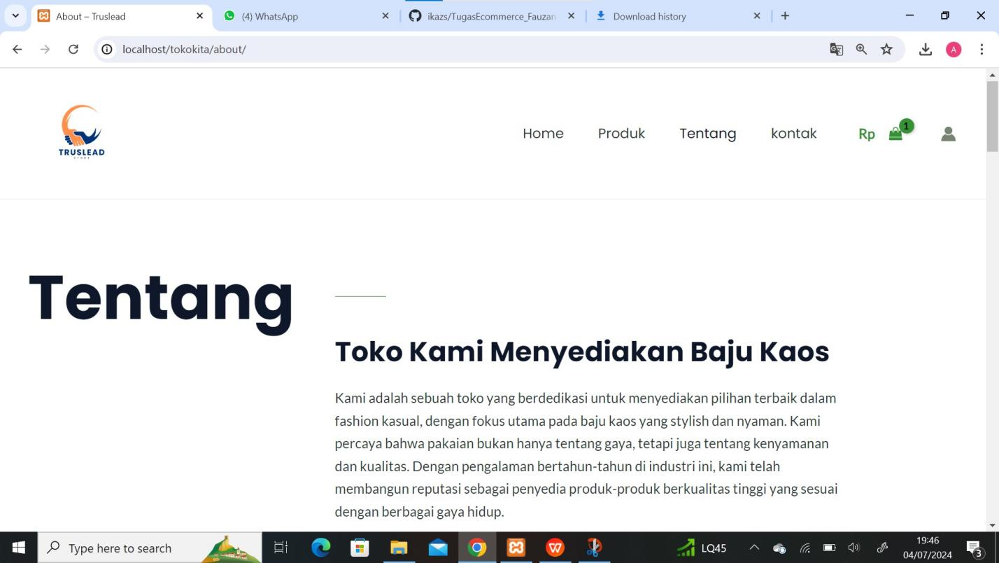 About – Truslead
(4) WhatsApp
ikazs/TugasEcommerce_Fauzan
Download history
localhost/tokokita/about/
A
TRUSLEAD
STORE
Home
Produk
Tentang
kontak
Rp
1
Tentang
Toko Kami Menyediakan Baju Kaos
Kami adalah sebuah toko yang berdedikasi untuk menyediakan pilihan terbaik dalam
fashion kasual, dengan fokus utama pada baju kaos yang stylish dan nyaman. Kami
percaya bahwa pakaian bukan hanya tentang gaya, tetapi juga tentang kenyamanan
dan kualitas. Dengan pengalaman bertahun-tahun di industri ini, kami telah
membangun reputasi sebagai penyedia produk-produk berkualitas tinggi yang sesuai
dengan berbagai gaya hidup.
Type here to search
LQ45
19:46
04/07/2024
3